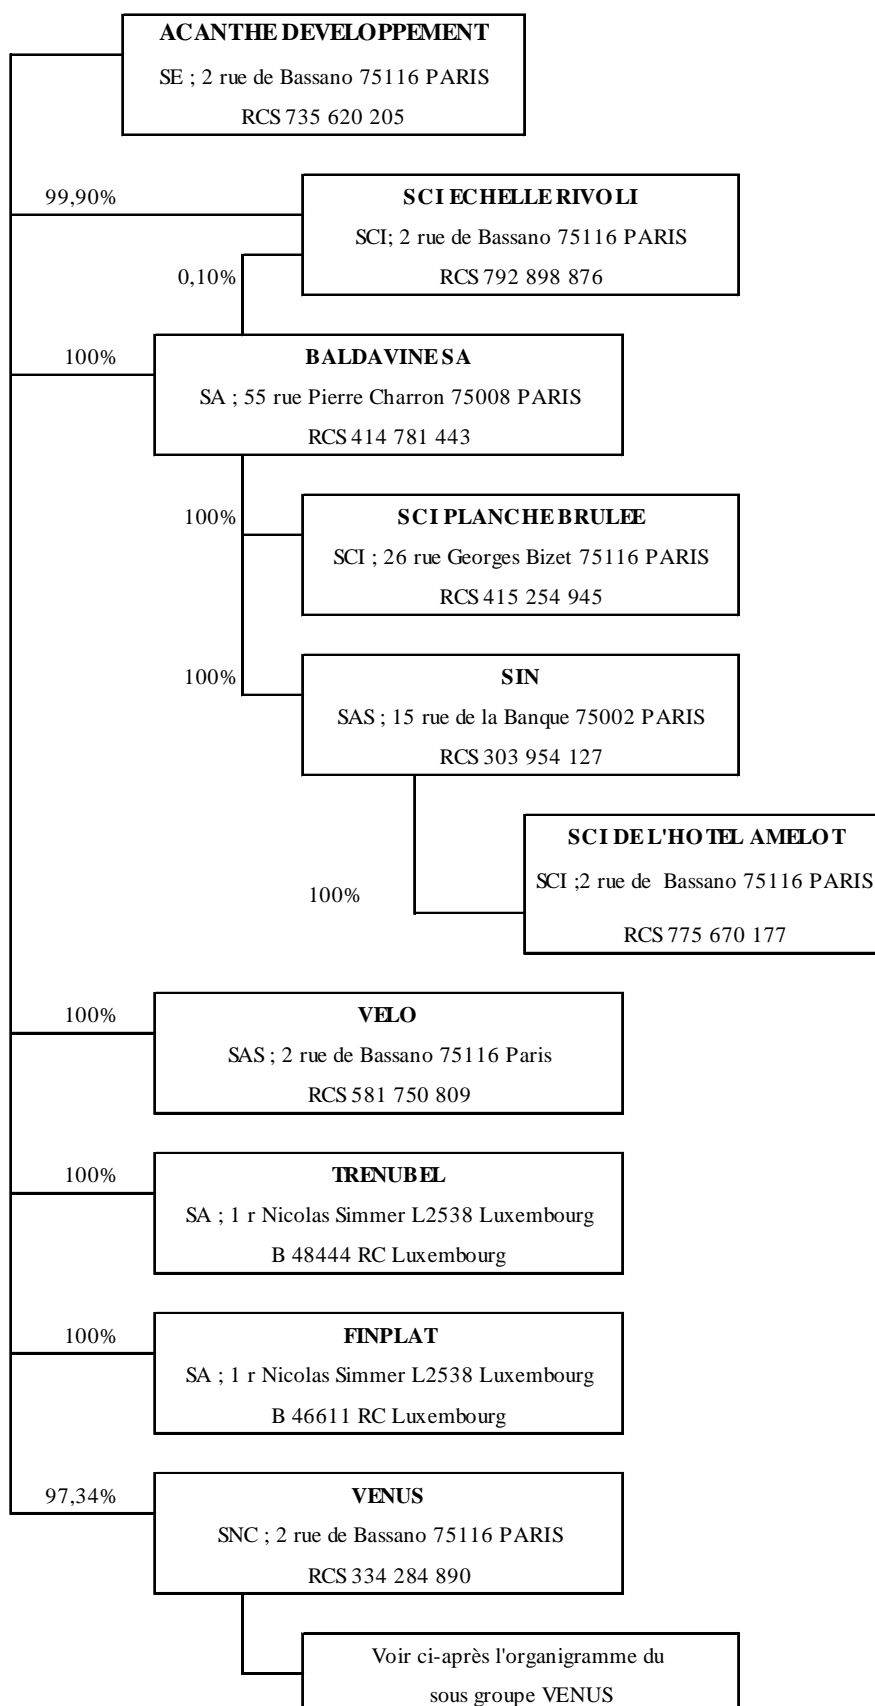 ACANTHE DEVELOPPEMENT
SE ; 2 rue de Bassano 75116 PARIS
RCS 735 620 205
99,90%
SCI ECHELLE RIVOLI
SCI; 2 rue de Bassano 75116 PARIS
RCS 792 898 876
0,10%
100%
BALDAVINE SA
SA ; 55 rue Pierre Charron 75008 PARIS
RCS 414 781 443
100%
SCI PLANCHE BRULEE
SCI ; 26 rue Georges Bizet 75116 PARIS
RCS 415 254 945
100%
SIN
SAS ; 15 rue de la Banque 75002 PARIS
RCS 303 954 127
SCI DE L'HOTEL AMELOT
SCI ;2 rue de Bassano 75116 PARIS
100%
RCS 775 670 177
100%
VELO
SAS ; 2 rue de Bassano 75116 Paris
RCS 581 750 809
100%
TRENUBEL
SA ; 1 r Nicolas Simmer L2538 Luxembourg
B 48444 RC Luxembourg
100%
FINPLAT
SA ; 1 r Nicolas Simmer L2538 Luxembourg
B 46611 RC Luxembourg
97,34%
VENUS
SNC ; 2 rue de Bassano 75116 PARIS
RCS 334 284 890
Voir ci-après l'organigramme du
sous groupe VENUS